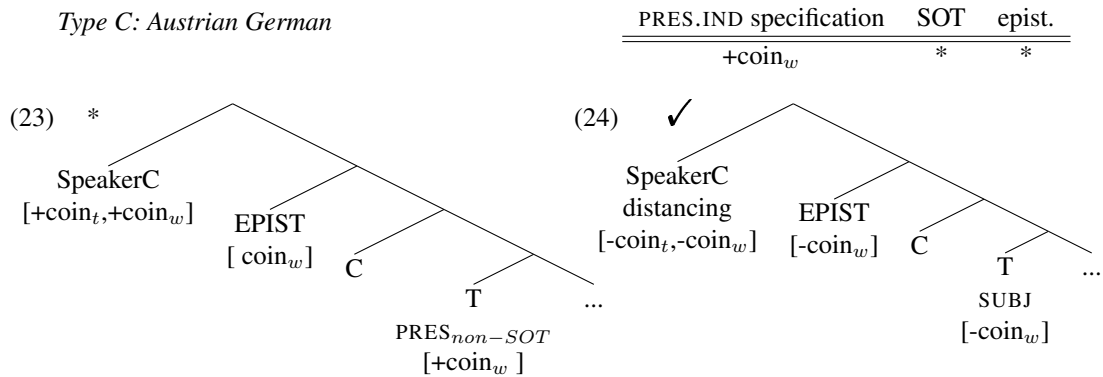 Type C: Austrian German
PRES.IND specification SOT epist.
+coin_w * *
(23) *
SpeakerC
[+coin_t,+coin_w]
EPIST
[ coin_w]
C
T
...
PRES_non−SOT
[+coin_w ]
(24) ✓
SpeakerC
distancing
[-coin_t,-coin_w]
EPIST
[-coin_w]
C
T
...
SUBJ
[-coin_w]